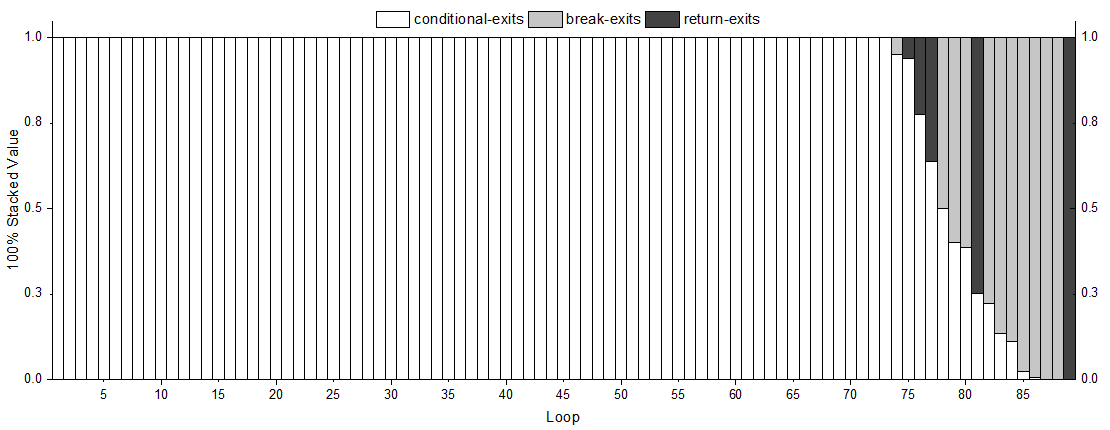 conditional-exits break-exits return-exits
1.0 1.0
0.8 0.8
0.5 0.5
0.3 0.3
0.0 0.0
100% Stacked Value
5 10 15 20 25 30 35 40 45 50 55 60 65 70 75 80 85
Loop